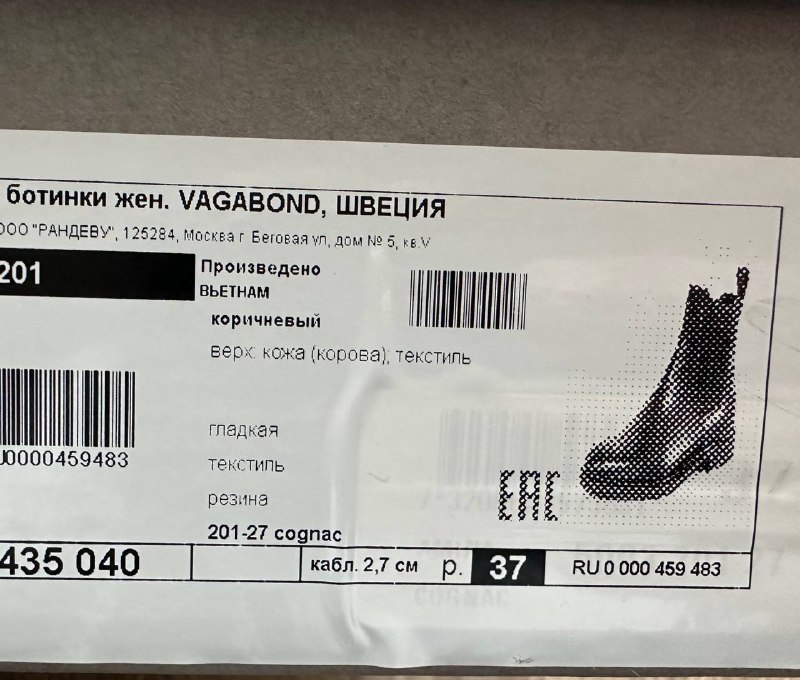 ботинки жен. VAGABOND, ШВЕЦИЯ
ООО "РАНДЕВУ", 125284, Москва г Беговая ул, дом № 5, кв.V
201
Произведено
ВЬЕТНАМ
коричневый
верх: кожа (корова), текстиль
гладкая
0000459483
текстиль
резина
EAC
201-27 cognac
435 040
кабл. 2,7 см р. 37 RU 0 000 459 483
COGNAC